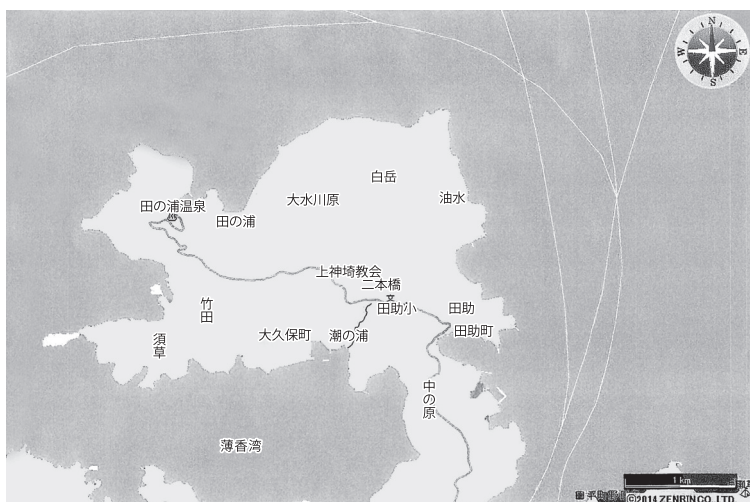 N
W
E
S
白岳
大水川原
油水
田の浦温泉
田の浦
上神埼教会
二本橋
竹田
田助小
田助
大久保町
潮の浦
田助町
須草
中の原
薄香湾
1 km
©2014 ZENRIN CO., LTD